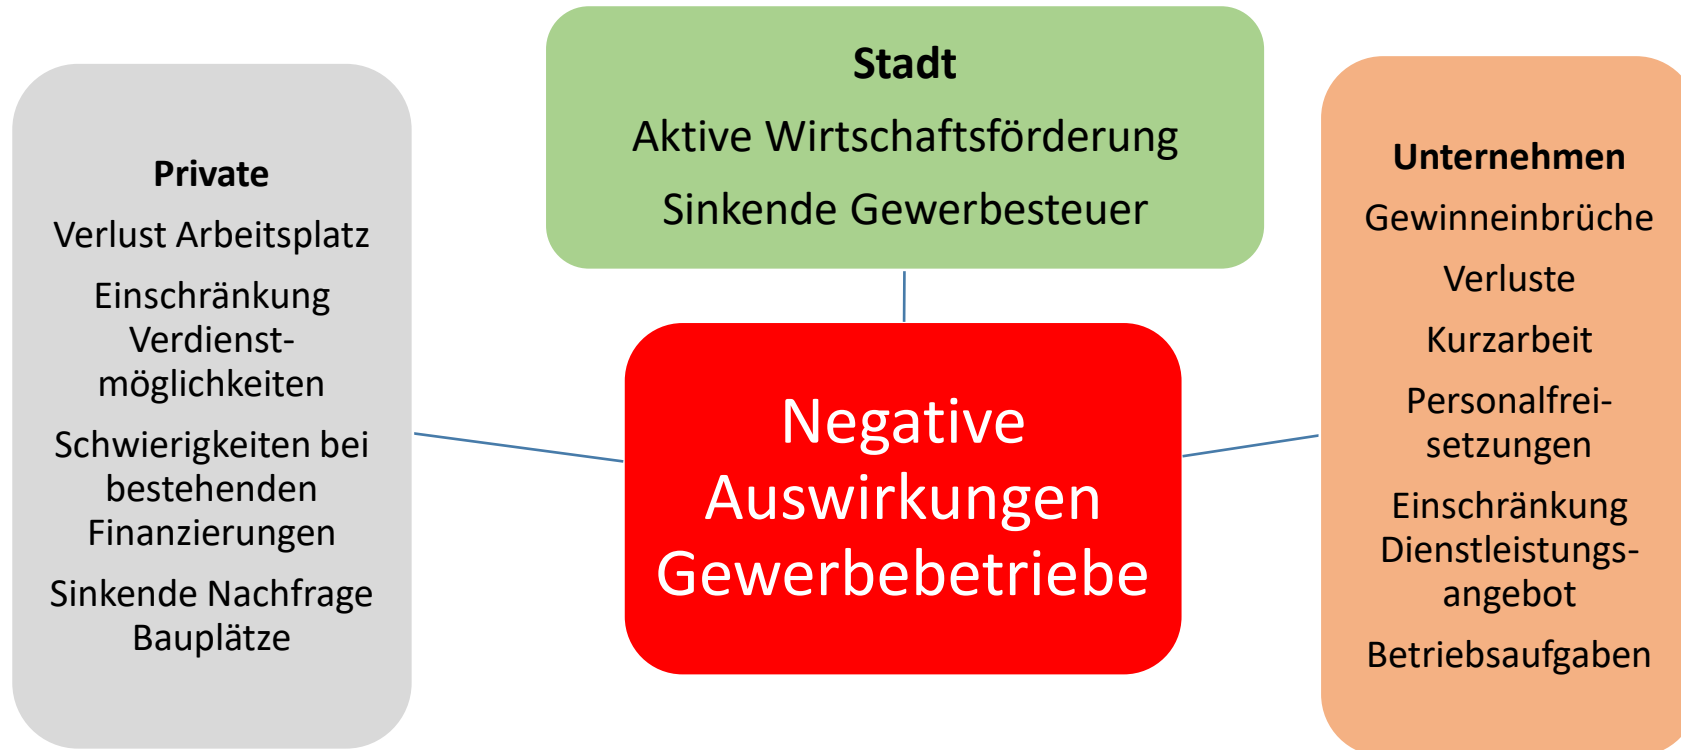 Stadt
Aktive Wirtschaftsförderung
Sinkende Gewerbesteuer
Private
Verlust Arbeitsplatz
Einschränkung
Verdienst-
möglichkeiten
Schwierigkeiten bei
bestehenden
Finanzierungen
Sinkende Nachfrage
Bauplätze
Negative
Auswirkungen
Gewerbebetriebe
Unternehmen
Gewinneinbrüche
Verluste
Kurzarbeit
Personalfrei-
setzungen
Einschränkung
Dienstleistungs-
angebot
Betriebsaufgaben